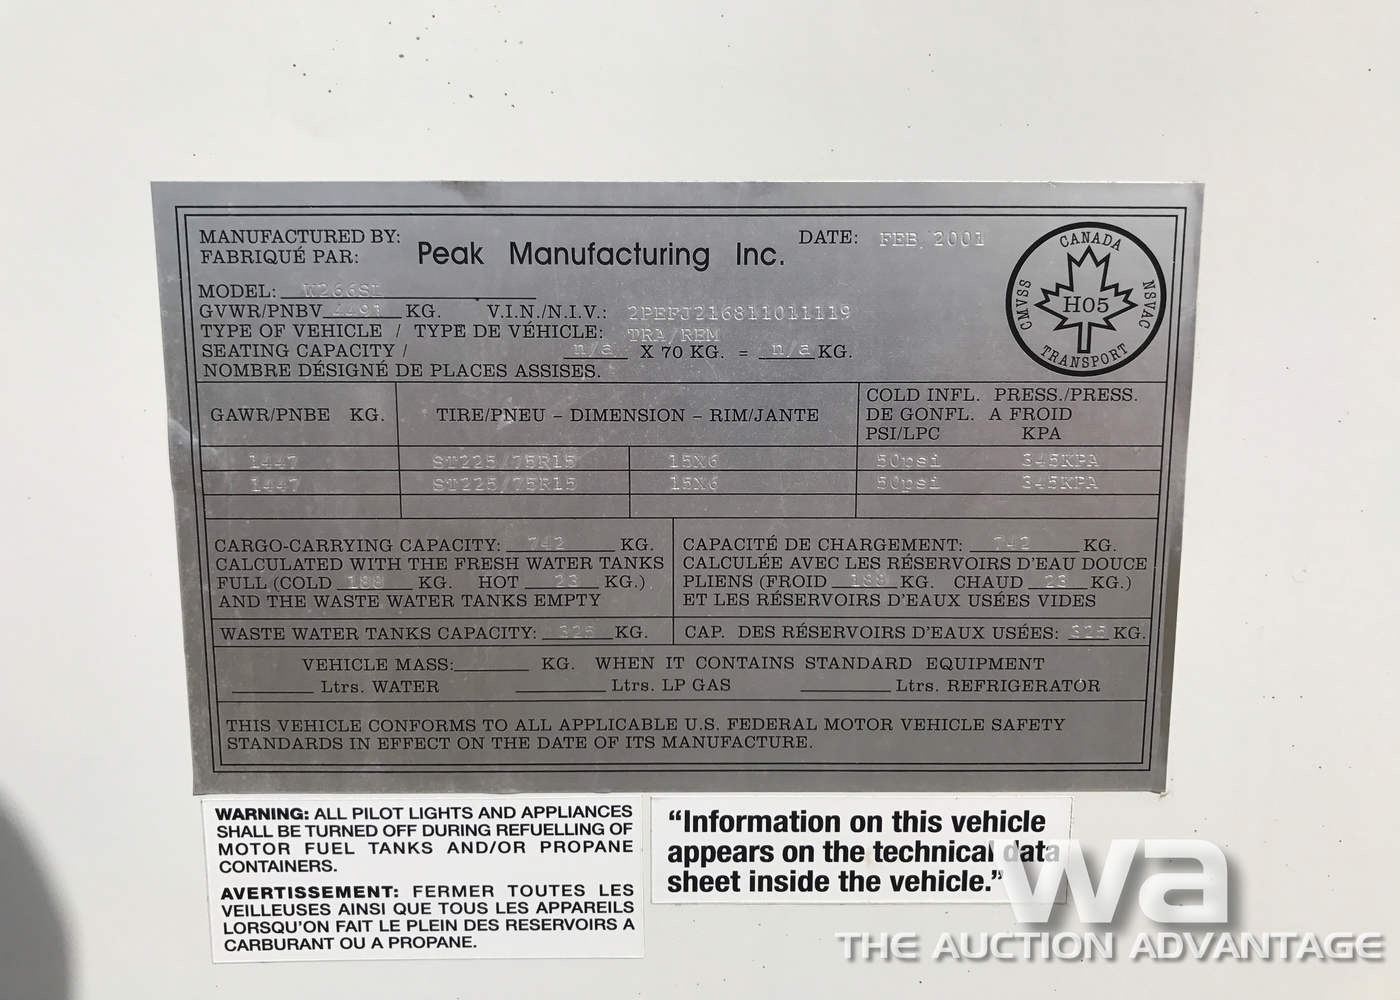 MANUFACTURED BY:
FABRIQUÉ PAR:
Peak Manufacturing Inc.
DATE: FEB, 2001
CANADA
CMVSS
NSVAC
H05
TRANSPORT
MODEL: W266SL
GVWR/PNBV 4491 KG. V.I.N./N.I.V.: 2PEFJ216811011119
TYPE OF VEHICLE / TYPE DE VÉHICLE: TRA/REM
SEATING CAPACITY / n/a X 70 KG. = n/a KG.
NOMBRE DÉSIGNÉ DE PLACES ASSISES.
GAWR/PNBE KG.
TIRE/PNEU - DIMENSION - RIM/JANTE
COLD INFL. PRESS./PRESS.
DE GONFL. A FROID
PSI/LPC KPA
1447 ST225/75R15 15X6 50psi 345KPA
1447 ST225/75R15 15X6 50psi 345KPA
CARGO-CARRYING CAPACITY: 742 KG.
CALCULATED WITH THE FRESH WATER TANKS
FULL (COLD 188 KG. HOT 23 KG.)
AND THE WASTE WATER TANKS EMPTY
CAPACITÉ DE CHARGEMENT: 742 KG.
CALCULÉE AVEC LES RÉSERVOIRS D'EAU DOUCE
PLIENS (FROID 188 KG. CHAUD 23 KG.)
ET LES RÉSERVOIRS D'EAUX USÉES VIDES
WASTE WATER TANKS CAPACITY: 325 KG.
CAP. DES RÉSERVOIRS D'EAUX USÉES: 325 KG.
VEHICLE MASS: KG. WHEN IT CONTAINS STANDARD EQUIPMENT
Ltrs. WATER Ltrs. LP GAS Ltrs. REFRIGERATOR
THIS VEHICLE CONFORMS TO ALL APPLICABLE U.S. FEDERAL MOTOR VEHICLE SAFETY
STANDARDS IN EFFECT ON THE DATE OF ITS MANUFACTURE.
WARNING: ALL PILOT LIGHTS AND APPLIANCES
SHALL BE TURNED OFF DURING REFUELLING OF
MOTOR FUEL TANKS AND/OR PROPANE
CONTAINERS.
AVERTISSEMENT: FERMER TOUTES LES
VEILLEUSES AINSI QUE TOUS LES APPAREILS
LORSQU'ON FAIT LE PLEIN DES RESERVOIRS A
CARBURANT OU A PROPANE.
“Information on this vehicle
appears on the technical data
sheet inside the vehicle.”
wa
THE AUCTION ADVANTAGE